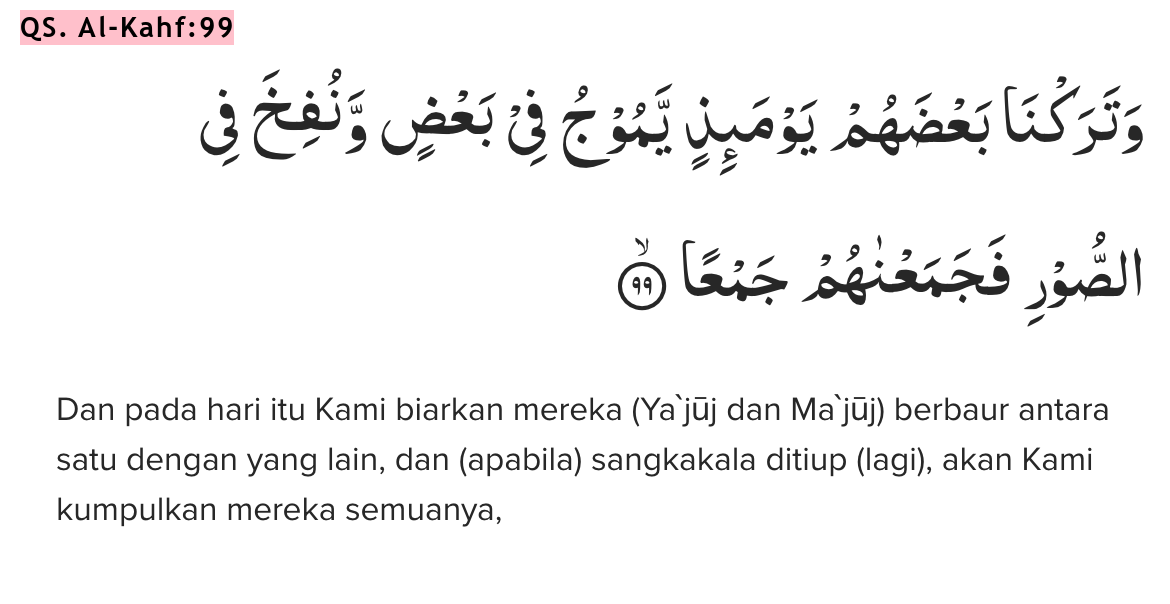 QS. Al-Kahf:99
وَتَرَكْنَا بَعْضَهُمْ يَوْمَىِٕذٍ يَّمُوْجُ فِيْ بَعْضٍ وَّنُفِخَ فِى
الصُّوْرِ فَجَمَعْنٰهُمْ جَمْعًاۙ ٩٩
Dan pada hari itu Kami biarkan mereka (Ya`jūj dan Ma`jūj) berbaur antara
satu dengan yang lain, dan (apabila) sangkakala ditiup (lagi), akan Kami
kumpulkan mereka semuanya,